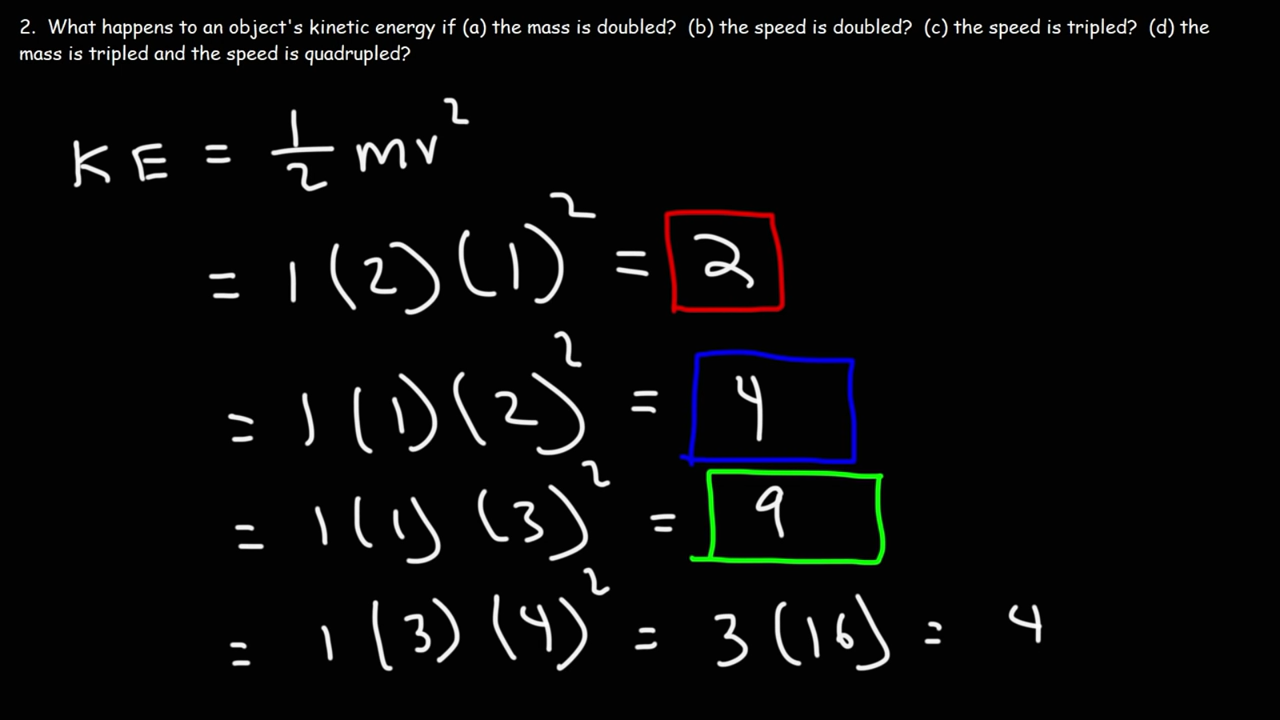 2. What happens to an object's kinetic energy if (a) the mass is doubled? (b) the speed is doubled? (c) the speed is tripled? (d) the
mass is tripled and the speed is quadrupled?
KE = 1/2 mv²
= 1(2)(1)² = 2
= 1(1)(2)² = 4
= 1(1)(3)² = 9
= 1(3)(4)² = 3(16) = 4